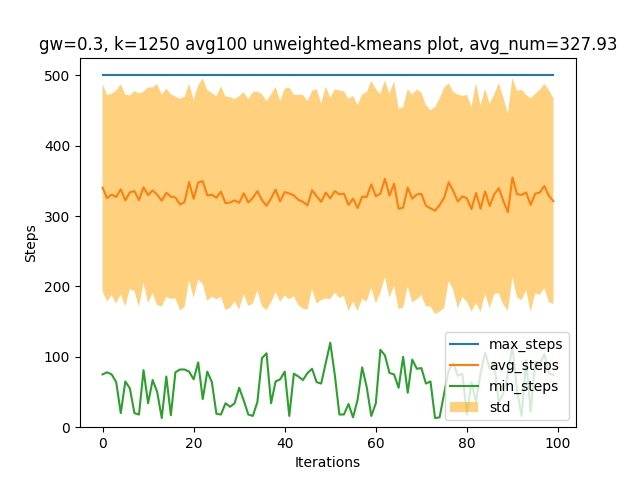 gw=0.3, k=1250 avg100 unweighted-kmeans plot, avg_num=327.93
500
400
300
200
100
0
Steps
0
20
40
60
80
100
Iterations
max_steps
avg_steps
min_steps
std